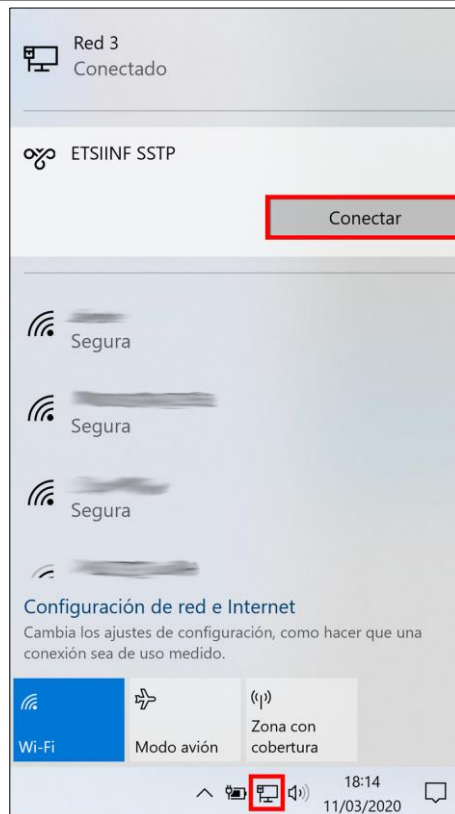 Red 3
Conectado
ETSIINF SSTP
Conectar
Segura
Segura
Segura
Configuración de red e Internet
Cambia los ajustes de configuración, como hacer que una
conexión sea de uso medido.
Wi-Fi
Modo avión
Zona con
cobertura
18:14
11/03/2020